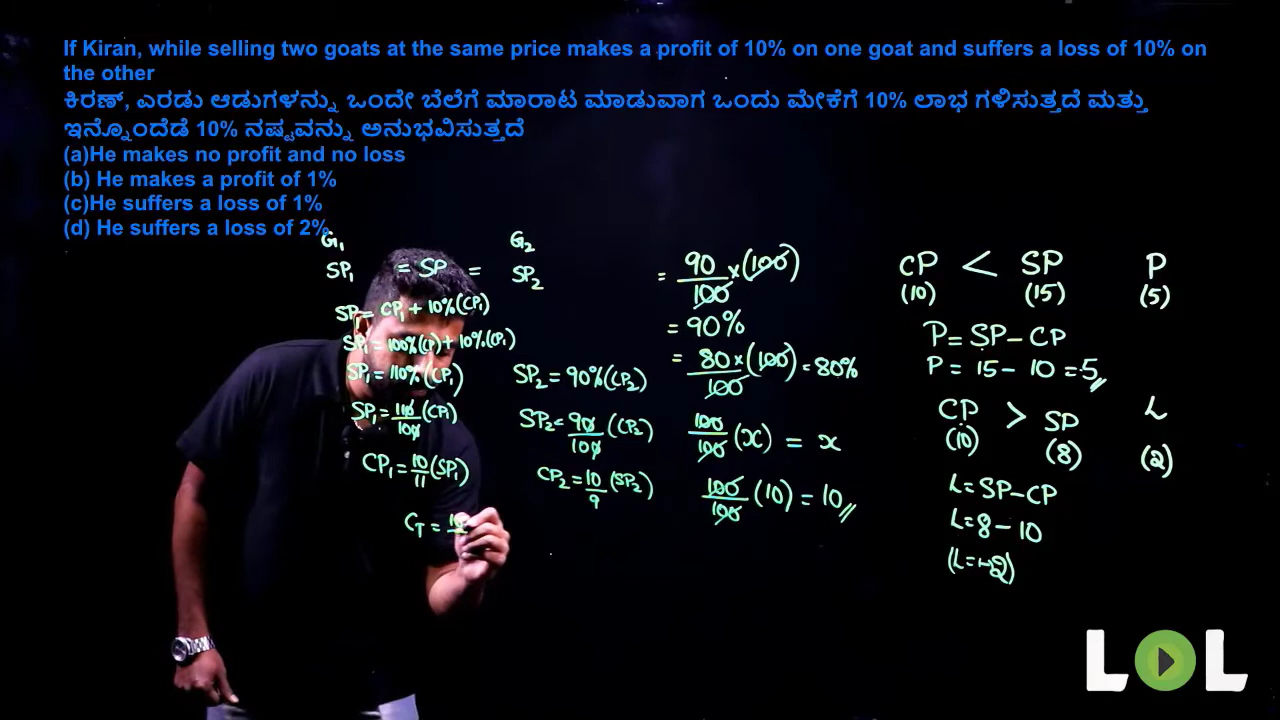 If Kiran, while selling two goats at the same price makes a profit of 10% on one goat and suffers a loss of 10% on
the other
ಕಿರಣ್, ಎರಡು ಆಡುಗಳನ್ನು ಒಂದೇ ಬೆಲೆಗೆ ಮಾರಾಟ ಮಾಡುವಾಗ ಒಂದು ಮೇಕೆಗೆ 10% ಲಾಭ ಗಳಿಸುತ್ತದೆ ಮತ್ತು
ಇನ್ನೊಂದೆಡೆ 10% ನಷ್ಟವನ್ನು ಅನುಭವಿಸುತ್ತದೆ
(a)He makes no profit and no loss
(b) He makes a profit of 1%
(c)He suffers a loss of 1%
(d) He suffers a loss of 2%
G₁ G₂
SP₁ = SP = SP₂
SP₁ = CP₁ + 10%(CP₁)
SP₁ = 100%(CP) + 10%(CP₁)
SP₁ = 110% (CP₁)
SP₁ = 110/100 (CP₁)
CP₁ = 10/11 (SP₁)
C_T =
SP₂ = 90% (CP₂)
SP₂ = 90/100 (CP₂)
CP₂ = 10/9 (SP₂)
= 90/100 × (100)
= 90%
= 80/100 × (100) = 80%
100/100 (x) = x
100/100 (10) = 10
CP < SP P
(10) (15) (5)
P = SP – CP
P = 15 – 10 = 5
CP > SP L
(10) (8) (2)
L = SP – CP
L = 8 – 10
(L = -2)
LOL